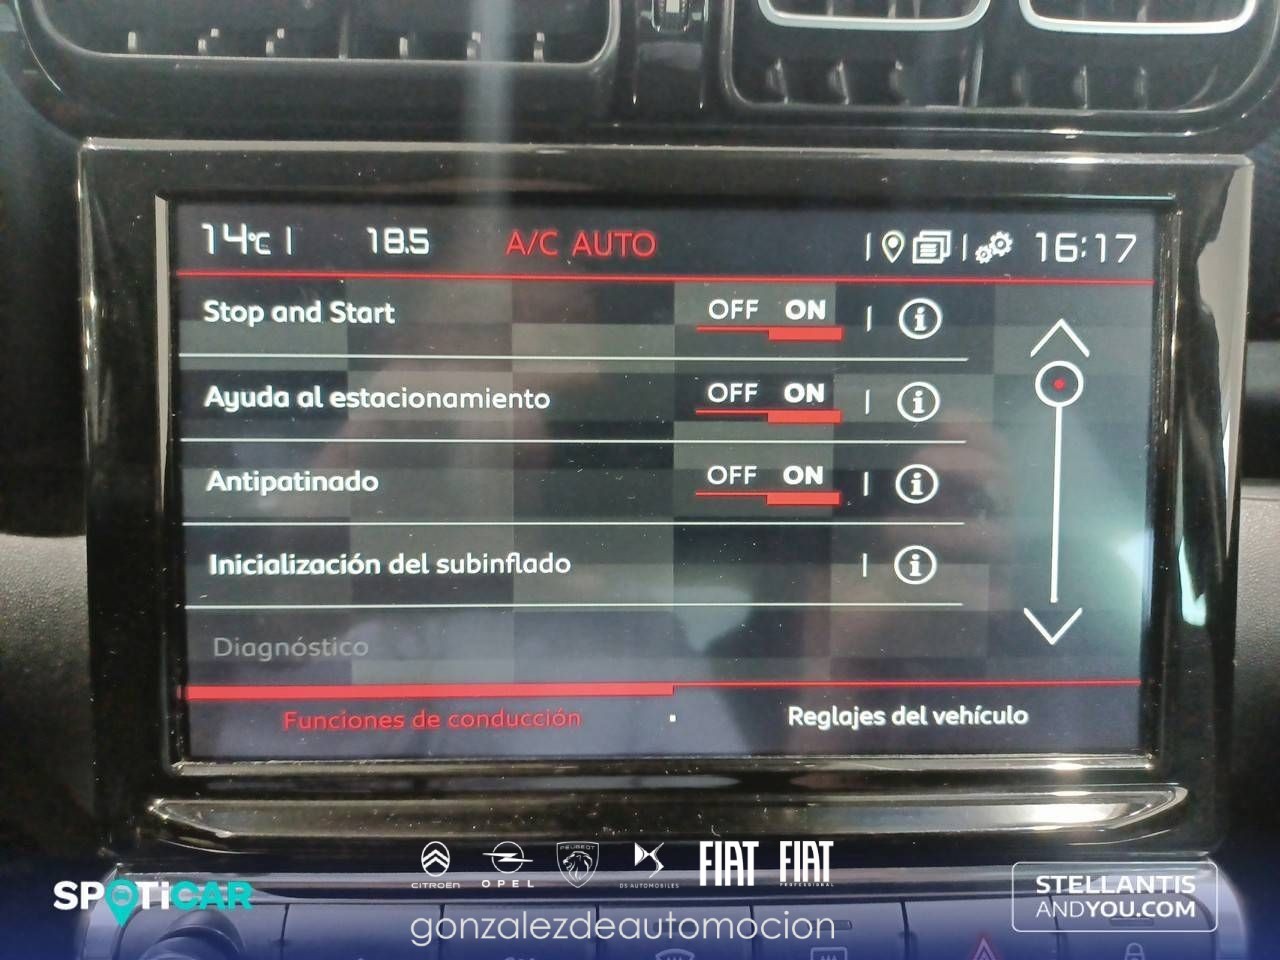 14°C | 18.5 A/C AUTO 16:17
Stop and Start OFF ON
Ayuda al estacionamiento OFF ON
Antipatinado OFF ON
Inicialización del subinflado
Diagnóstico
Funciones de conducción Reglajes del vehículo
CITROËN OPEL PEUGEOT DS AUTOMOBILES FIAT FIAT PROFESSIONAL
SPOTiCAR
gonzalezdeautomocion
STELLANTIS
ANDYOU.COM